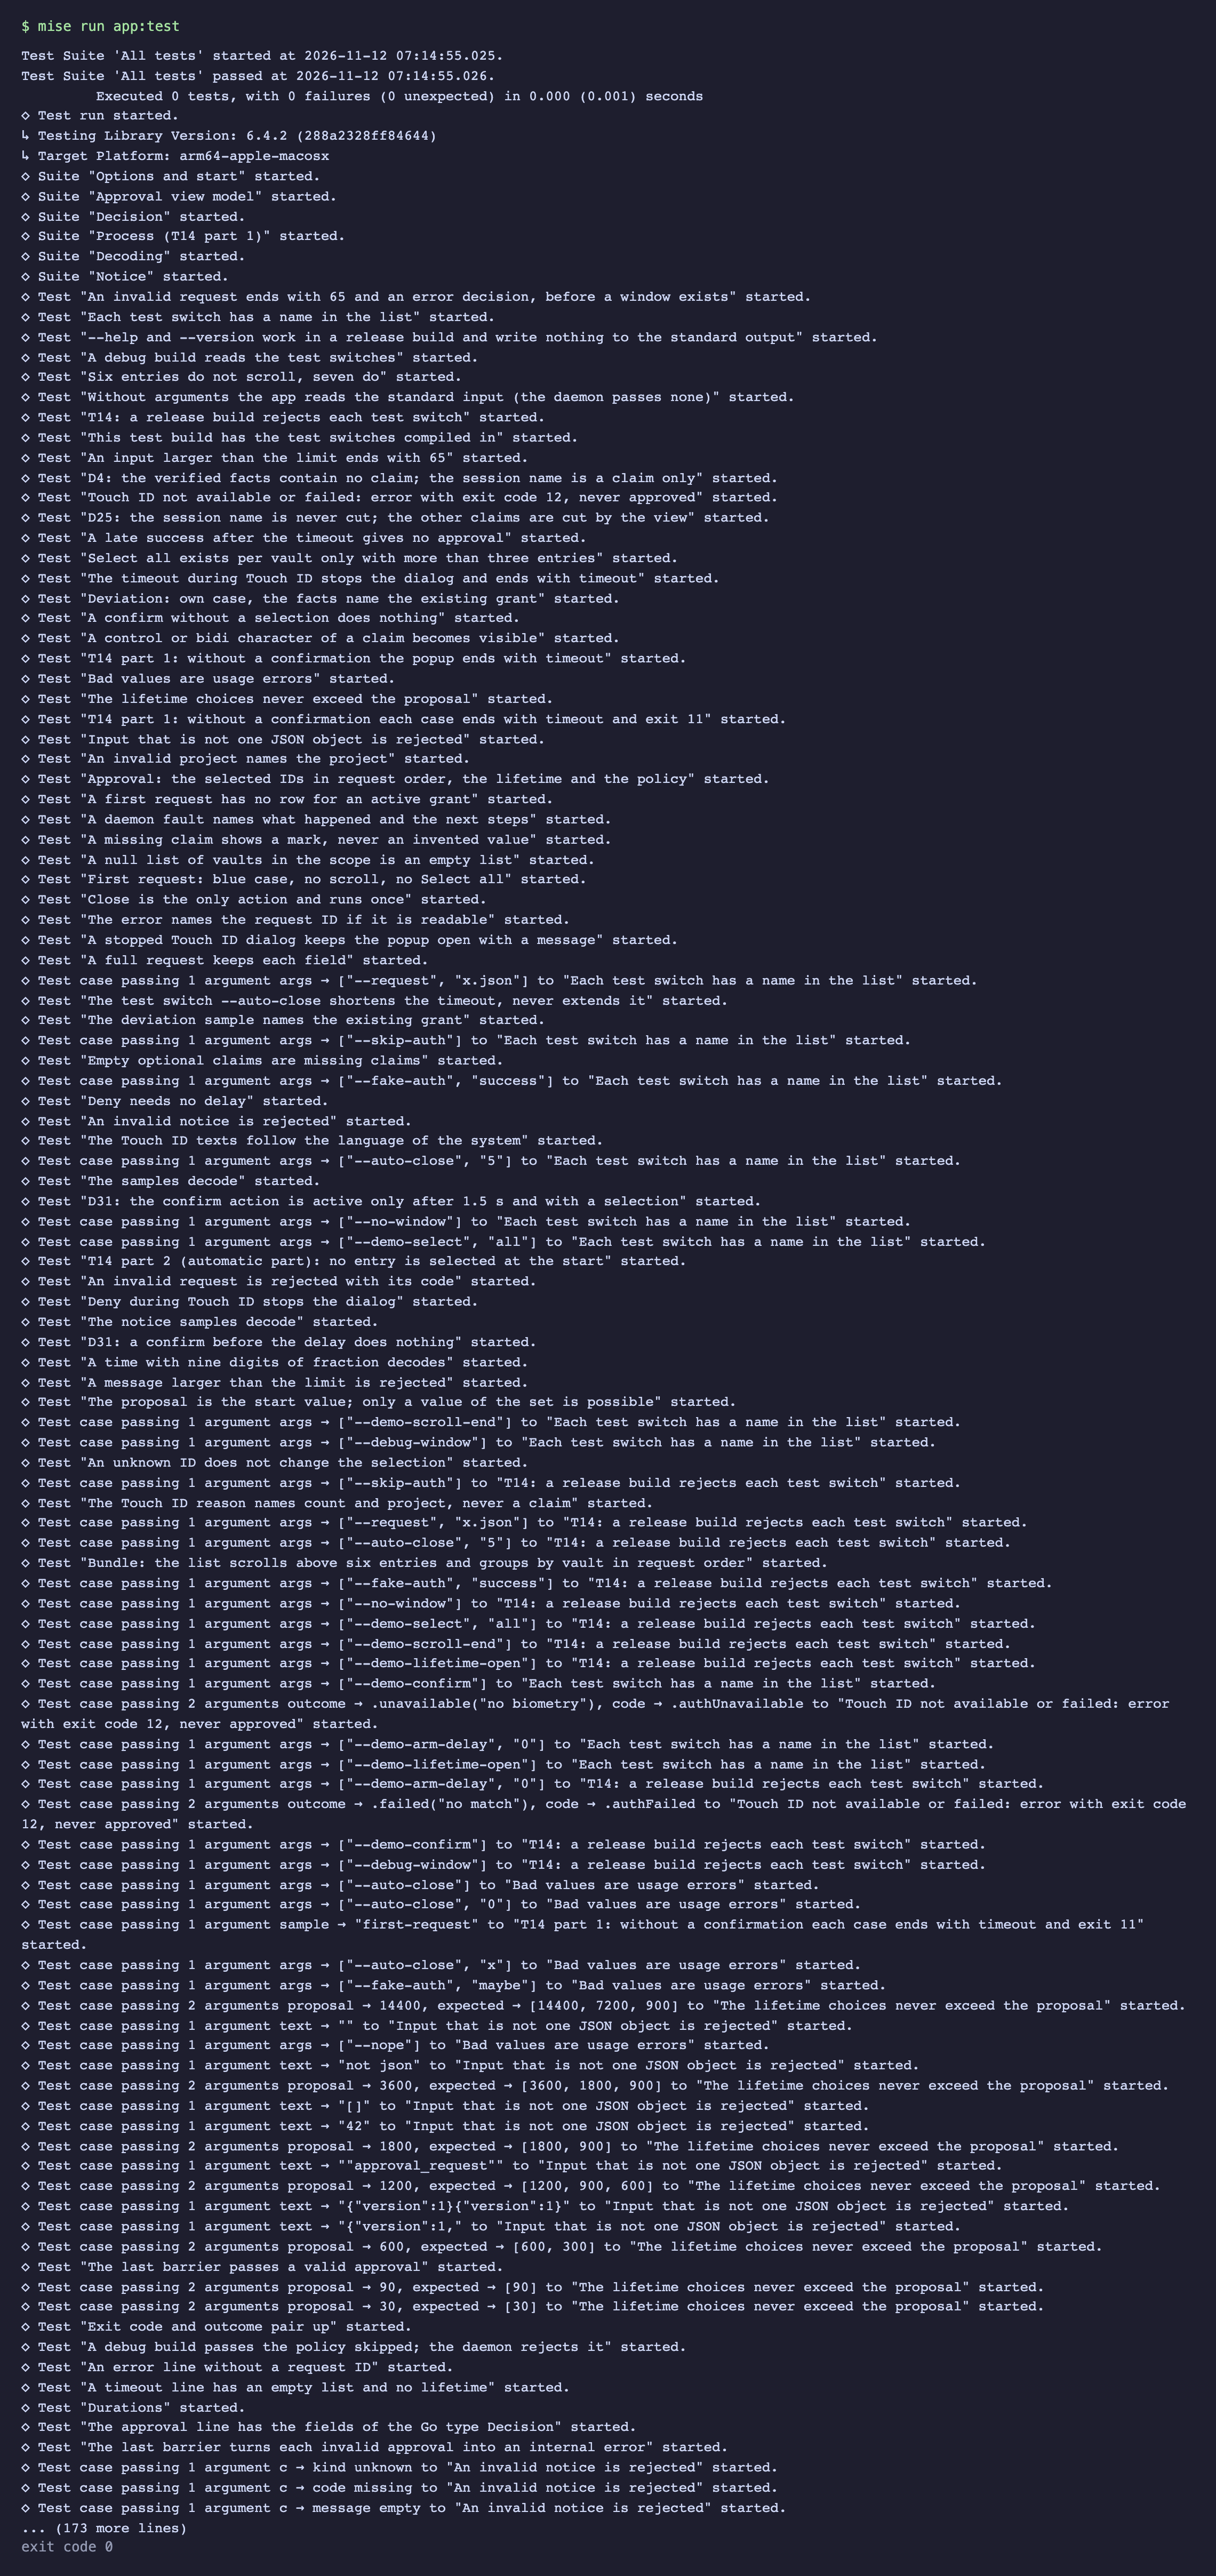 $ mise run app:test
Test Suite 'All tests' started at 2026-11-12 07:14:55.025.
Test Suite 'All tests' passed at 2026-11-12 07:14:55.026.
Executed 0 tests, with 0 failures (0 unexpected) in 0.000 (0.001) seconds
◇ Test run started.
↳ Testing Library Version: 6.4.2 (288a2328ff84644)
↳ Target Platform: arm64-apple-macosx
◇ Suite "Options and start" started.
◇ Suite "Approval view model" started.
◇ Suite "Decision" started.
◇ Suite "Process (T14 part 1)" started.
◇ Suite "Decoding" started.
◇ Suite "Notice" started.
◇ Test "An invalid request ends with 65 and an error decision, before a window exists" started.
◇ Test "Each test switch has a name in the list" started.
◇ Test "--help and --version work in a release build and write nothing to the standard output" started.
◇ Test "A debug build reads the test switches" started.
◇ Test "Six entries do not scroll, seven do" started.
◇ Test "Without arguments the app reads the standard input (the daemon passes none)" started.
◇ Test "T14: a release build rejects each test switch" started.
◇ Test "This test build has the test switches compiled in" started.
◇ Test "An input larger than the limit ends with 65" started.
◇ Test "D4: the verified facts contain no claim; the session name is a claim only" started.
◇ Test "Touch ID not available or failed: error with exit code 12, never approved" started.
◇ Test "D25: the session name is never cut; the other claims are cut by the view" started.
◇ Test "A late success after the timeout gives no approval" started.
◇ Test "Select all exists per vault only with more than three entries" started.
◇ Test "The timeout during Touch ID stops the dialog and ends with timeout" started.
◇ Test "Deviation: own case, the facts name the existing grant" started.
◇ Test "A confirm without a selection does nothing" started.
◇ Test "A control or bidi character of a claim becomes visible" started.
◇ Test "T14 part 1: without a confirmation the popup ends with timeout" started.
◇ Test "Bad values are usage errors" started.
◇ Test "The lifetime choices never exceed the proposal" started.
◇ Test "T14 part 1: without a confirmation each case ends with timeout and exit 11" started.
◇ Test "Input that is not one JSON object is rejected" started.
◇ Test "An invalid project names the project" started.
◇ Test "Approval: the selected IDs in request order, the lifetime and the policy" started.
◇ Test "A first request has no row for an active grant" started.
◇ Test "A daemon fault names what happened and the next steps" started.
◇ Test "A missing claim shows a mark, never an invented value" started.
◇ Test "A null list of vaults in the scope is an empty list" started.
◇ Test "First request: blue case, no scroll, no Select all" started.
◇ Test "Close is the only action and runs once" started.
◇ Test "The error names the request ID if it is readable" started.
◇ Test "A stopped Touch ID dialog keeps the popup open with a message" started.
◇ Test "A full request keeps each field" started.
◇ Test case passing 1 argument args → ["--request", "x.json"] to "Each test switch has a name in the list" started.
◇ Test "The test switch --auto-close shortens the timeout, never extends it" started.
◇ Test "The deviation sample names the existing grant" started.
◇ Test case passing 1 argument args → ["--skip-auth"] to "Each test switch has a name in the list" started.
◇ Test "Empty optional claims are missing claims" started.
◇ Test case passing 1 argument args → ["--fake-auth", "success"] to "Each test switch has a name in the list" started.
◇ Test "Deny needs no delay" started.
◇ Test "An invalid notice is rejected" started.
◇ Test "The Touch ID texts follow the language of the system" started.
◇ Test case passing 1 argument args → ["--auto-close", "5"] to "Each test switch has a name in the list" started.
◇ Test "The samples decode" started.
◇ Test "D31: the confirm action is active only after 1.5 s and with a selection" started.
◇ Test case passing 1 argument args → ["--no-window"] to "Each test switch has a name in the list" started.
◇ Test case passing 1 argument args → ["--demo-select", "all"] to "Each test switch has a name in the list" started.
◇ Test "T14 part 2 (automatic part): no entry is selected at the start" started.
◇ Test "An invalid request is rejected with its code" started.
◇ Test "Deny during Touch ID stops the dialog" started.
◇ Test "The notice samples decode" started.
◇ Test "D31: a confirm before the delay does nothing" started.
◇ Test "A time with nine digits of fraction decodes" started.
◇ Test "A message larger than the limit is rejected" started.
◇ Test "The proposal is the start value; only a value of the set is possible" started.
◇ Test case passing 1 argument args → ["--demo-scroll-end"] to "Each test switch has a name in the list" started.
◇ Test case passing 1 argument args → ["--debug-window"] to "Each test switch has a name in the list" started.
◇ Test "An unknown ID does not change the selection" started.
◇ Test case passing 1 argument args → ["--skip-auth"] to "T14: a release build rejects each test switch" started.
◇ Test "The Touch ID reason names count and project, never a claim" started.
◇ Test case passing 1 argument args → ["--request", "x.json"] to "T14: a release build rejects each test switch" started.
◇ Test case passing 1 argument args → ["--auto-close", "5"] to "T14: a release build rejects each test switch" started.
◇ Test "Bundle: the list scrolls above six entries and groups by vault in request order" started.
◇ Test case passing 1 argument args → ["--fake-auth", "success"] to "T14: a release build rejects each test switch" started.
◇ Test case passing 1 argument args → ["--no-window"] to "T14: a release build rejects each test switch" started.
◇ Test case passing 1 argument args → ["--demo-select", "all"] to "T14: a release build rejects each test switch" started.
◇ Test case passing 1 argument args → ["--demo-scroll-end"] to "T14: a release build rejects each test switch" started.
◇ Test case passing 1 argument args → ["--demo-lifetime-open"] to "T14: a release build rejects each test switch" started.
◇ Test case passing 1 argument args → ["--demo-confirm"] to "Each test switch has a name in the list" started.
◇ Test case passing 2 arguments outcome → .unavailable("no biometry"), code → .authUnavailable to "Touch ID not available or failed: error
with exit code 12, never approved" started.
◇ Test case passing 1 argument args → ["--demo-arm-delay", "0"] to "Each test switch has a name in the list" started.
◇ Test case passing 1 argument args → ["--demo-lifetime-open"] to "Each test switch has a name in the list" started.
◇ Test case passing 1 argument args → ["--demo-arm-delay", "0"] to "T14: a release build rejects each test switch" started.
◇ Test case passing 2 arguments outcome → .failed("no match"), code → .authFailed to "Touch ID not available or failed: error with exit code
12, never approved" started.
◇ Test case passing 1 argument args → ["--demo-confirm"] to "T14: a release build rejects each test switch" started.
◇ Test case passing 1 argument args → ["--debug-window"] to "T14: a release build rejects each test switch" started.
◇ Test case passing 1 argument args → ["--auto-close"] to "Bad values are usage errors" started.
◇ Test case passing 1 argument args → ["--auto-close", "0"] to "Bad values are usage errors" started.
◇ Test case passing 1 argument sample → "first-request" to "T14 part 1: without a confirmation each case ends with timeout and exit 11"
started.
◇ Test case passing 1 argument args → ["--auto-close", "x"] to "Bad values are usage errors" started.
◇ Test case passing 1 argument args → ["--fake-auth", "maybe"] to "Bad values are usage errors" started.
◇ Test case passing 2 arguments proposal → 14400, expected → [14400, 7200, 900] to "The lifetime choices never exceed the proposal" started.
◇ Test case passing 1 argument text → "" to "Input that is not one JSON object is rejected" started.
◇ Test case passing 1 argument args → ["--nope"] to "Bad values are usage errors" started.
◇ Test case passing 1 argument text → "not json" to "Input that is not one JSON object is rejected" started.
◇ Test case passing 2 arguments proposal → 3600, expected → [3600, 1800, 900] to "The lifetime choices never exceed the proposal" started.
◇ Test case passing 1 argument text → "[]" to "Input that is not one JSON object is rejected" started.
◇ Test case passing 1 argument text → "42" to "Input that is not one JSON object is rejected" started.
◇ Test case passing 2 arguments proposal → 1800, expected → [1800, 900] to "The lifetime choices never exceed the proposal" started.
◇ Test case passing 1 argument text → ""approval_request"" to "Input that is not one JSON object is rejected" started.
◇ Test case passing 2 arguments proposal → 1200, expected → [1200, 900, 600] to "The lifetime choices never exceed the proposal" started.
◇ Test case passing 1 argument text → "{"version":1}{"version":1}" to "Input that is not one JSON object is rejected" started.
◇ Test case passing 1 argument text → "{"version":1," to "Input that is not one JSON object is rejected" started.
◇ Test case passing 2 arguments proposal → 600, expected → [600, 300] to "The lifetime choices never exceed the proposal" started.
◇ Test "The last barrier passes a valid approval" started.
◇ Test case passing 2 arguments proposal → 90, expected → [90] to "The lifetime choices never exceed the proposal" started.
◇ Test case passing 2 arguments proposal → 30, expected → [30] to "The lifetime choices never exceed the proposal" started.
◇ Test "Exit code and outcome pair up" started.
◇ Test "A debug build passes the policy skipped; the daemon rejects it" started.
◇ Test "An error line without a request ID" started.
◇ Test "A timeout line has an empty list and no lifetime" started.
◇ Test "Durations" started.
◇ Test "The approval line has the fields of the Go type Decision" started.
◇ Test "The last barrier turns each invalid approval into an internal error" started.
◇ Test case passing 1 argument c → kind unknown to "An invalid notice is rejected" started.
◇ Test case passing 1 argument c → code missing to "An invalid notice is rejected" started.
◇ Test case passing 1 argument c → message empty to "An invalid notice is rejected" started.
... (173 more lines)
exit code 0